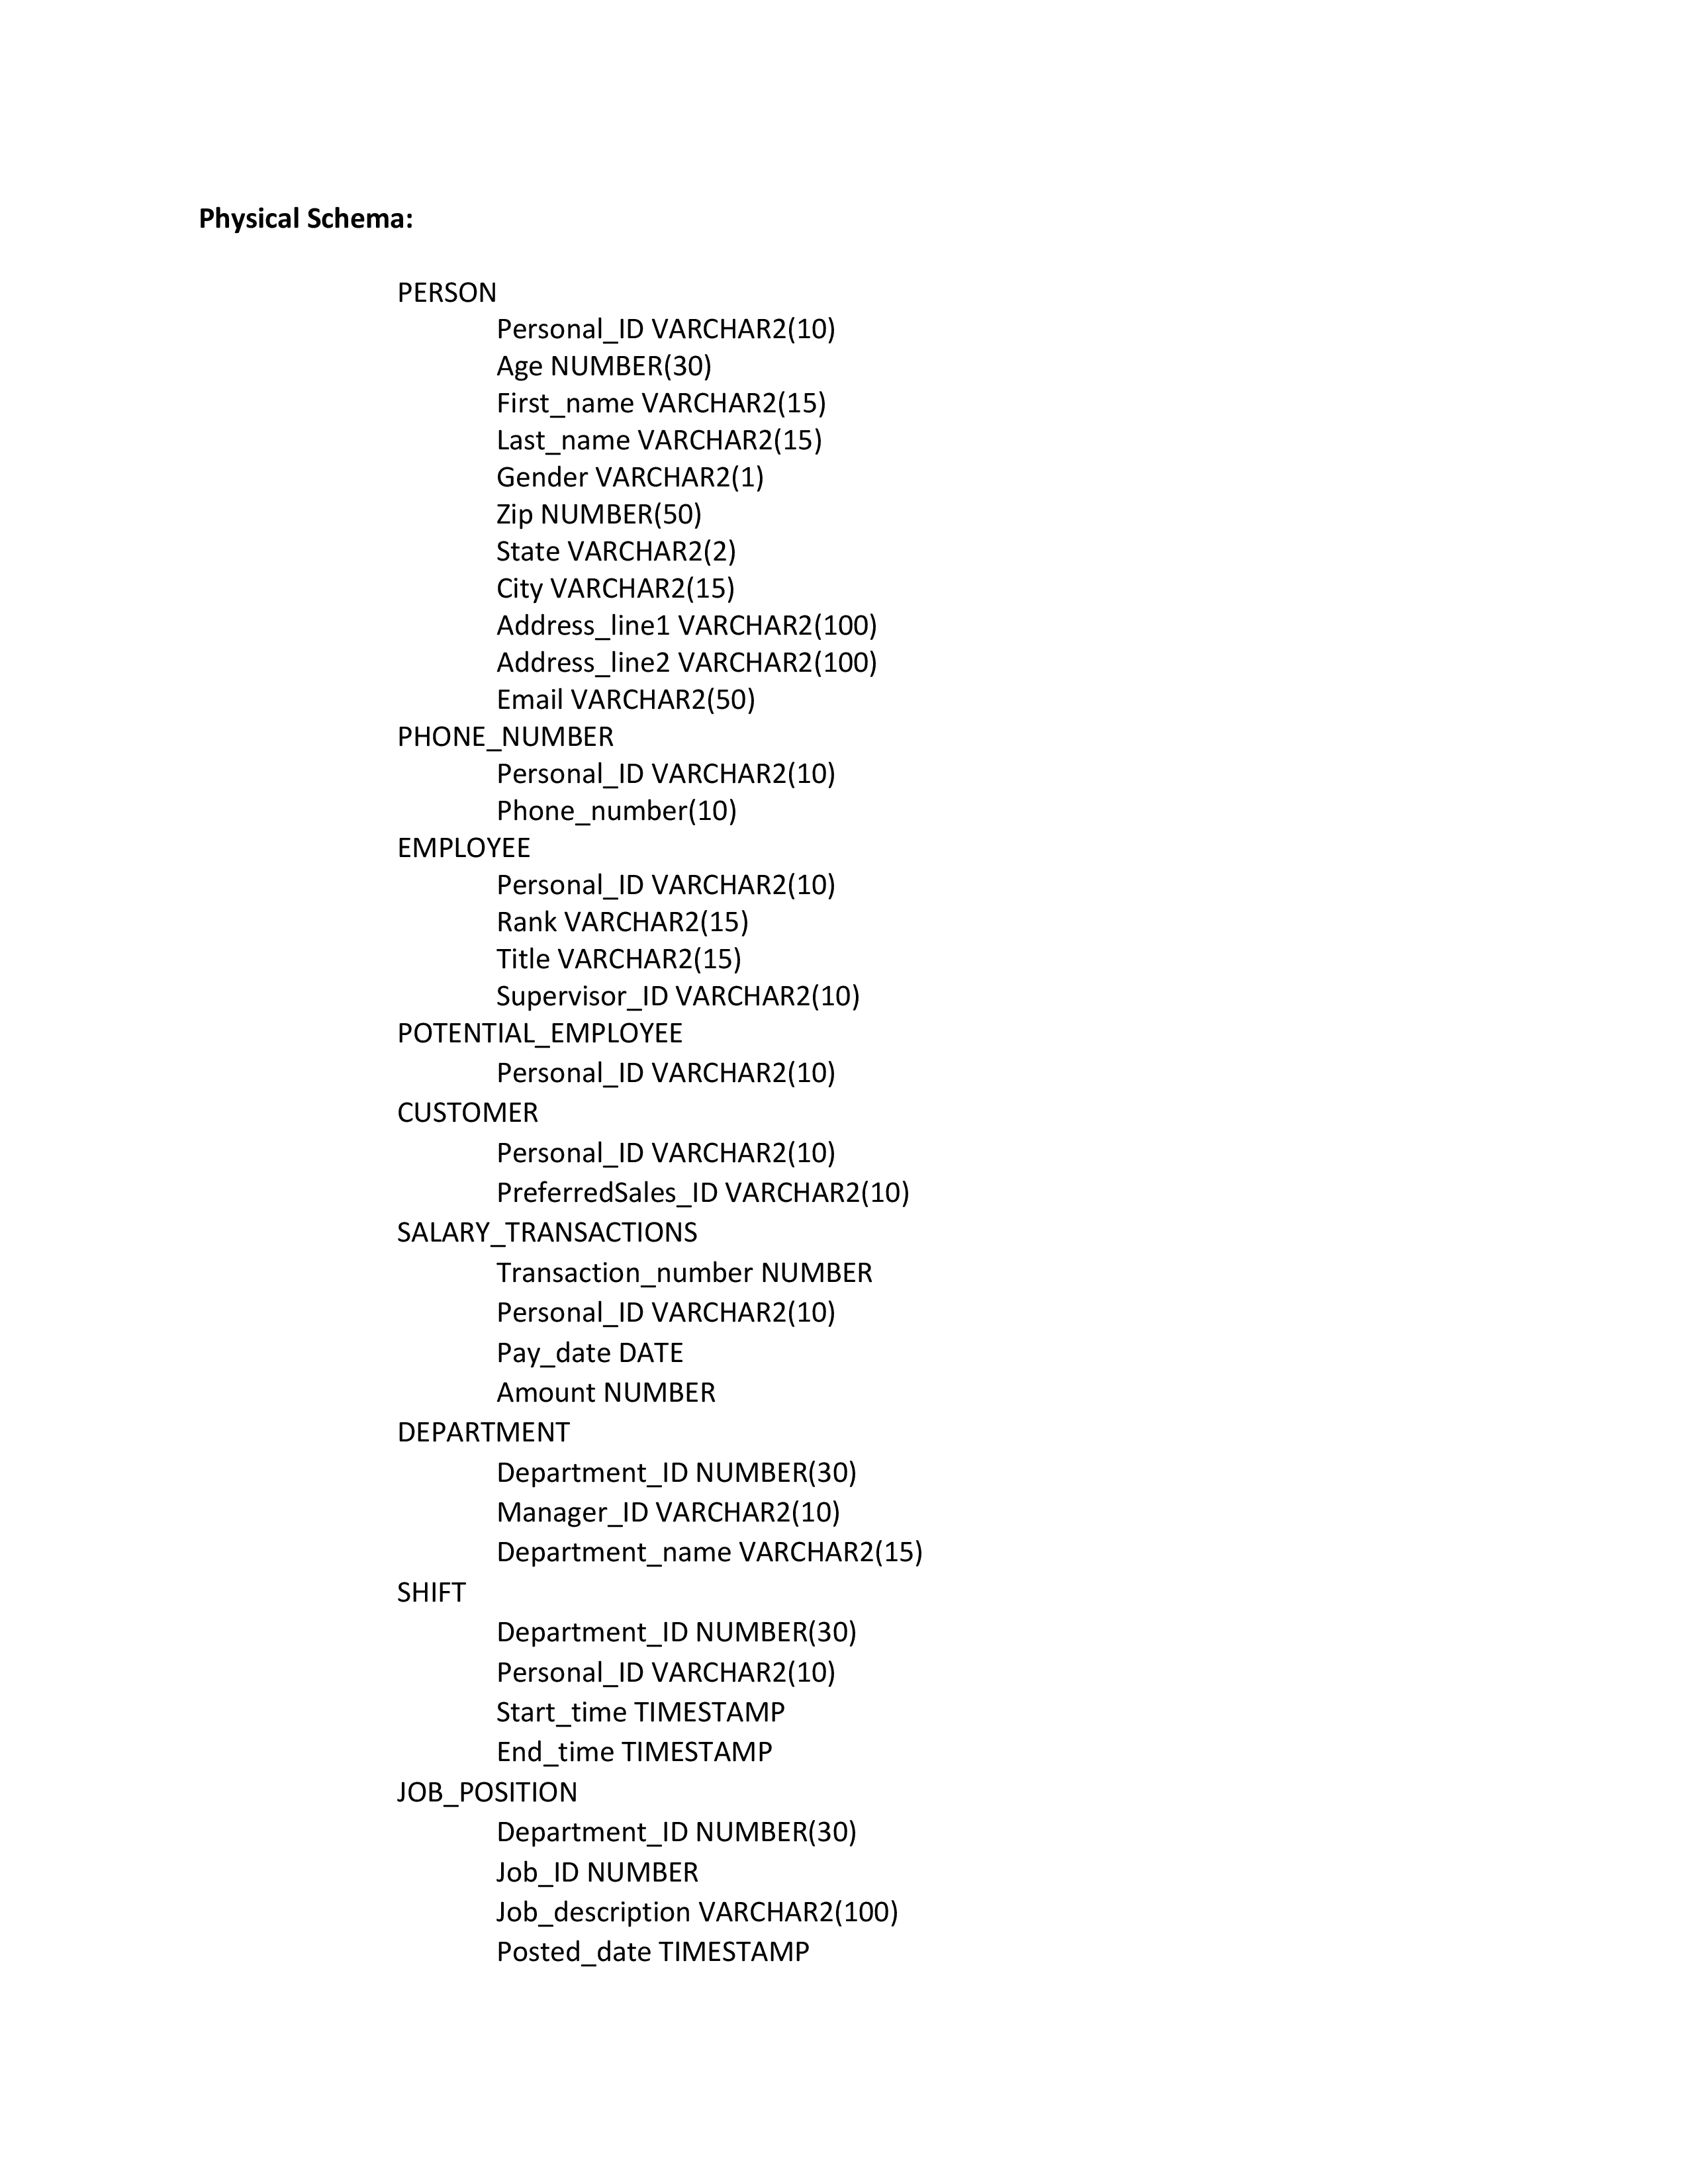 Physical Schema:
PERSON
Personal_ID VARCHAR2(10)
Age NUMBER(30)
First_name VARCHAR2(15)
Last_name VARCHAR2(15)
Gender VARCHAR2(1)
Zip NUMBER(50)
State VARCHAR2(2)
City VARCHAR2(15)
Address_line1 VARCHAR2(100)
Address_line2 VARCHAR2(100)
Email VARCHAR2(50)
PHONE_NUMBER
Personal_ID VARCHAR2(10)
Phone_number(10)
EMPLOYEE
Personal_ID VARCHAR2(10)
Rank VARCHAR2(15)
Title VARCHAR2(15)
Supervisor_ID VARCHAR2(10)
POTENTIAL_EMPLOYEE
Personal_ID VARCHAR2(10)
CUSTOMER
Personal_ID VARCHAR2(10)
PreferredSales_ID VARCHAR2(10)
SALARY_TRANSACTIONS
Transaction_number NUMBER
Personal_ID VARCHAR2(10)
Pay_date DATE
Amount NUMBER
DEPARTMENT
Department_ID NUMBER(30)
Manager_ID VARCHAR2(10)
Department_name VARCHAR2(15)
SHIFT
Department_ID NUMBER(30)
Personal_ID VARCHAR2(10)
Start_time TIMESTAMP
End_time TIMESTAMP
JOB_POSITION
Department_ID NUMBER(30)
Job_ID NUMBER
Job_description VARCHAR2(100)
Posted_date TIMESTAMP